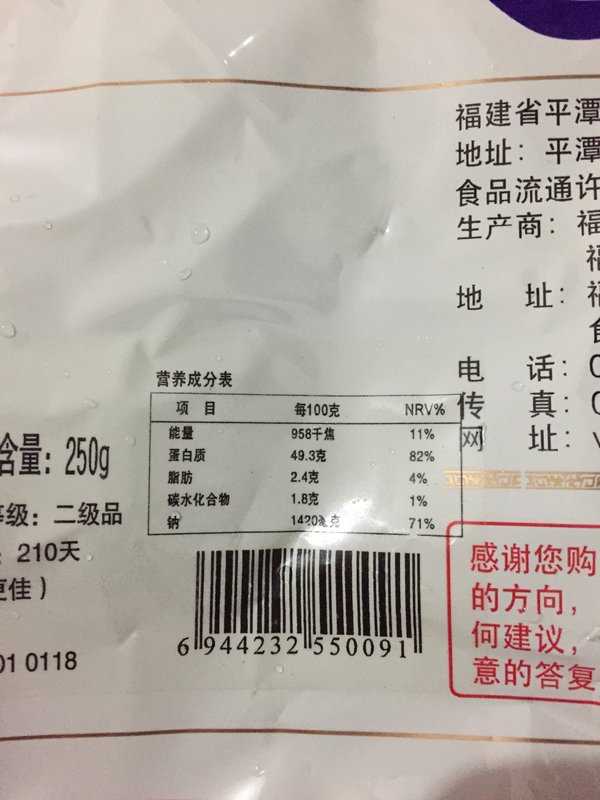 福建省平潭
地址：平潭
食品流通许
生产商：福
福
地 址：福
食
电 话：0
传 真：0
网 址：
营养成分表
项 目 每100克 NRV%
能量 958千焦 11%
蛋白质 49.3克 82%
脂肪 2.4克 4%
碳水化合物 1.8克 1%
钠 1420毫克 71%
含量：250g
等级：二级品
：210天
更佳）
01 0118
6 944232 550091
感谢您购
的方向，
何建议，
意的答复